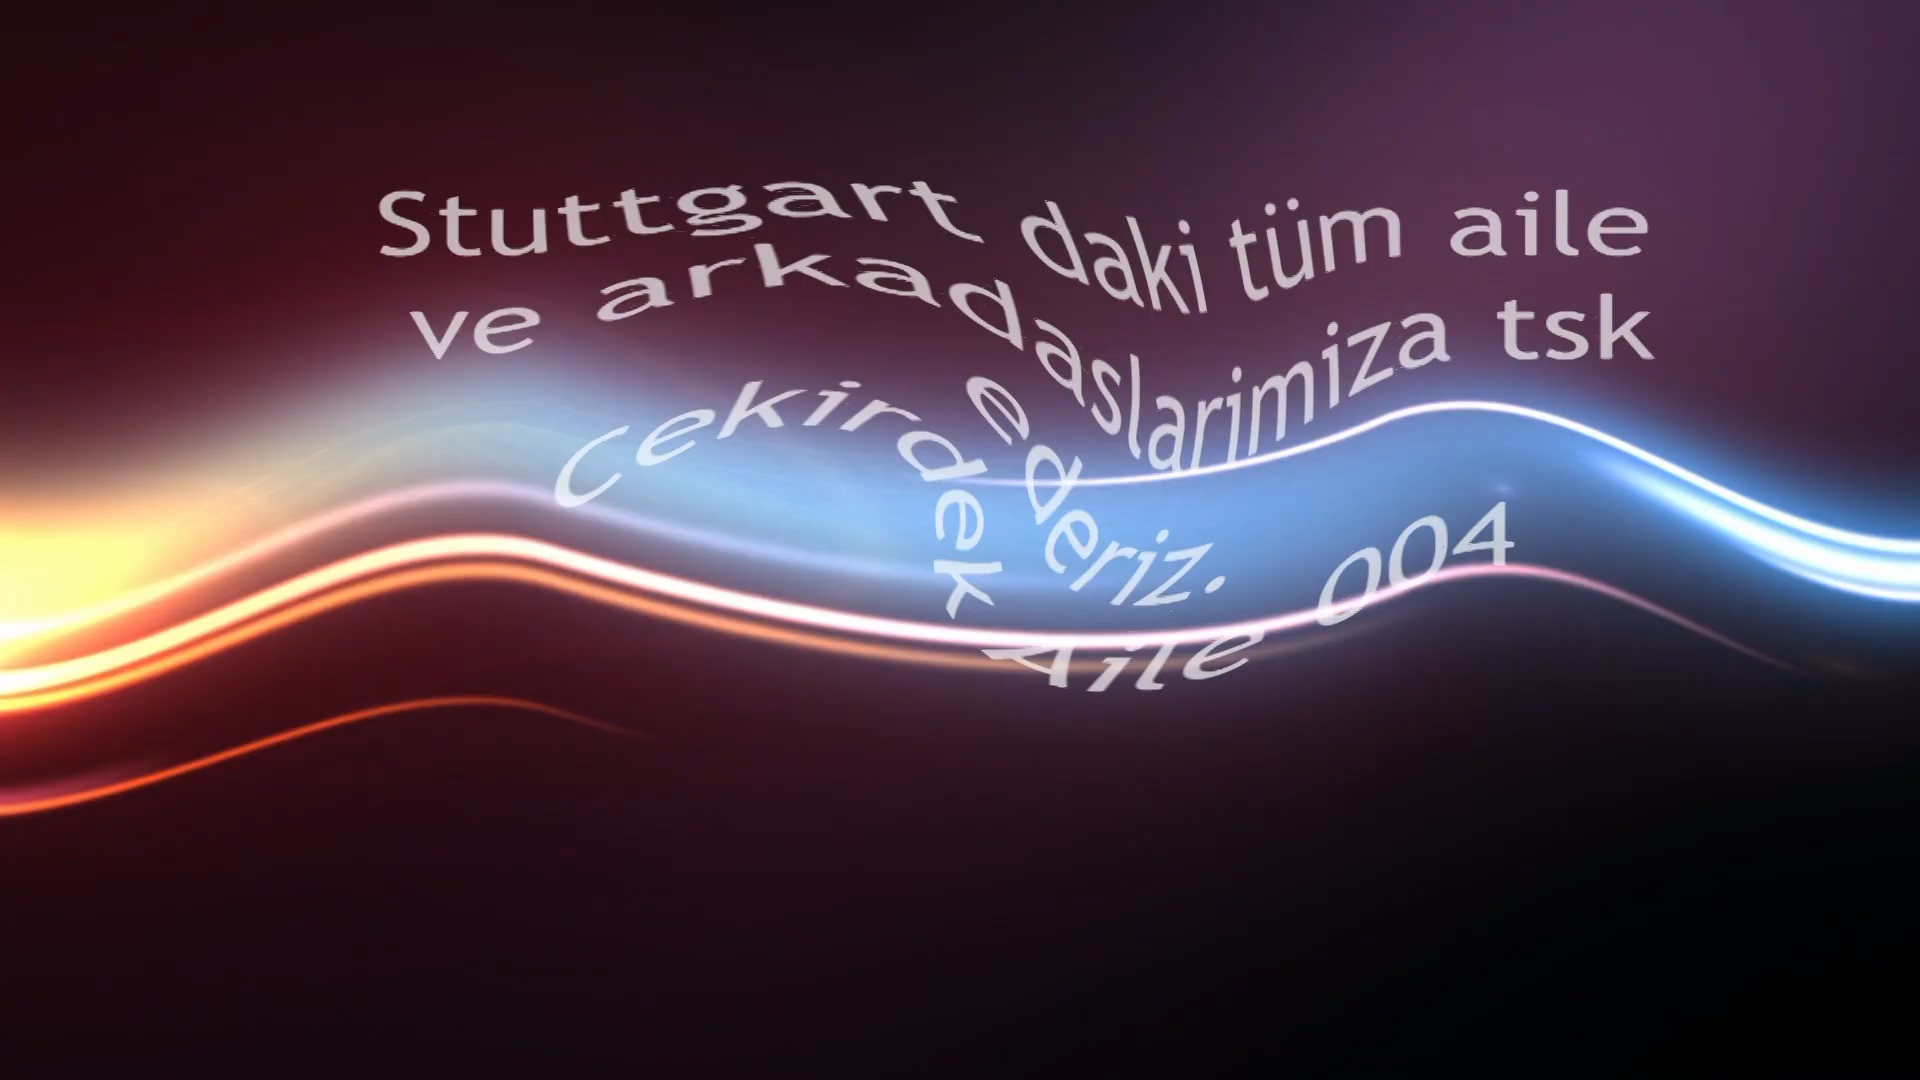 Stuttgart daki tüm aile
ve arkadaslarimiza tsk
ederiz.
Cekirdek Aile 004